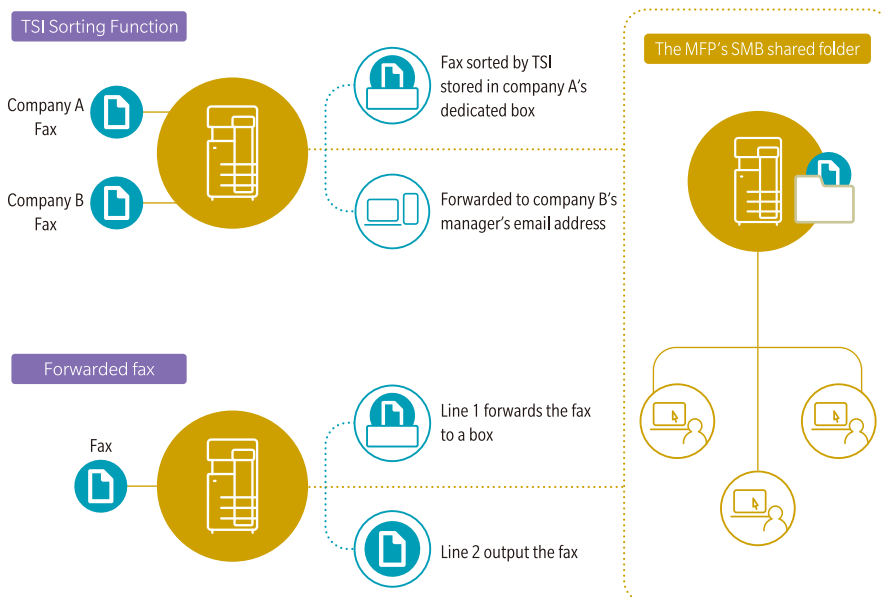 TSI Sorting Function
Company A
Fax
Company B
Fax
Fax sorted by TSI
stored in company A's
dedicated box
Forwarded to company B's
manager's email address
Forwarded fax
Fax
Line 1 forwards the fax
to a box
Line 2 output the fax
The MFP's SMB shared folder